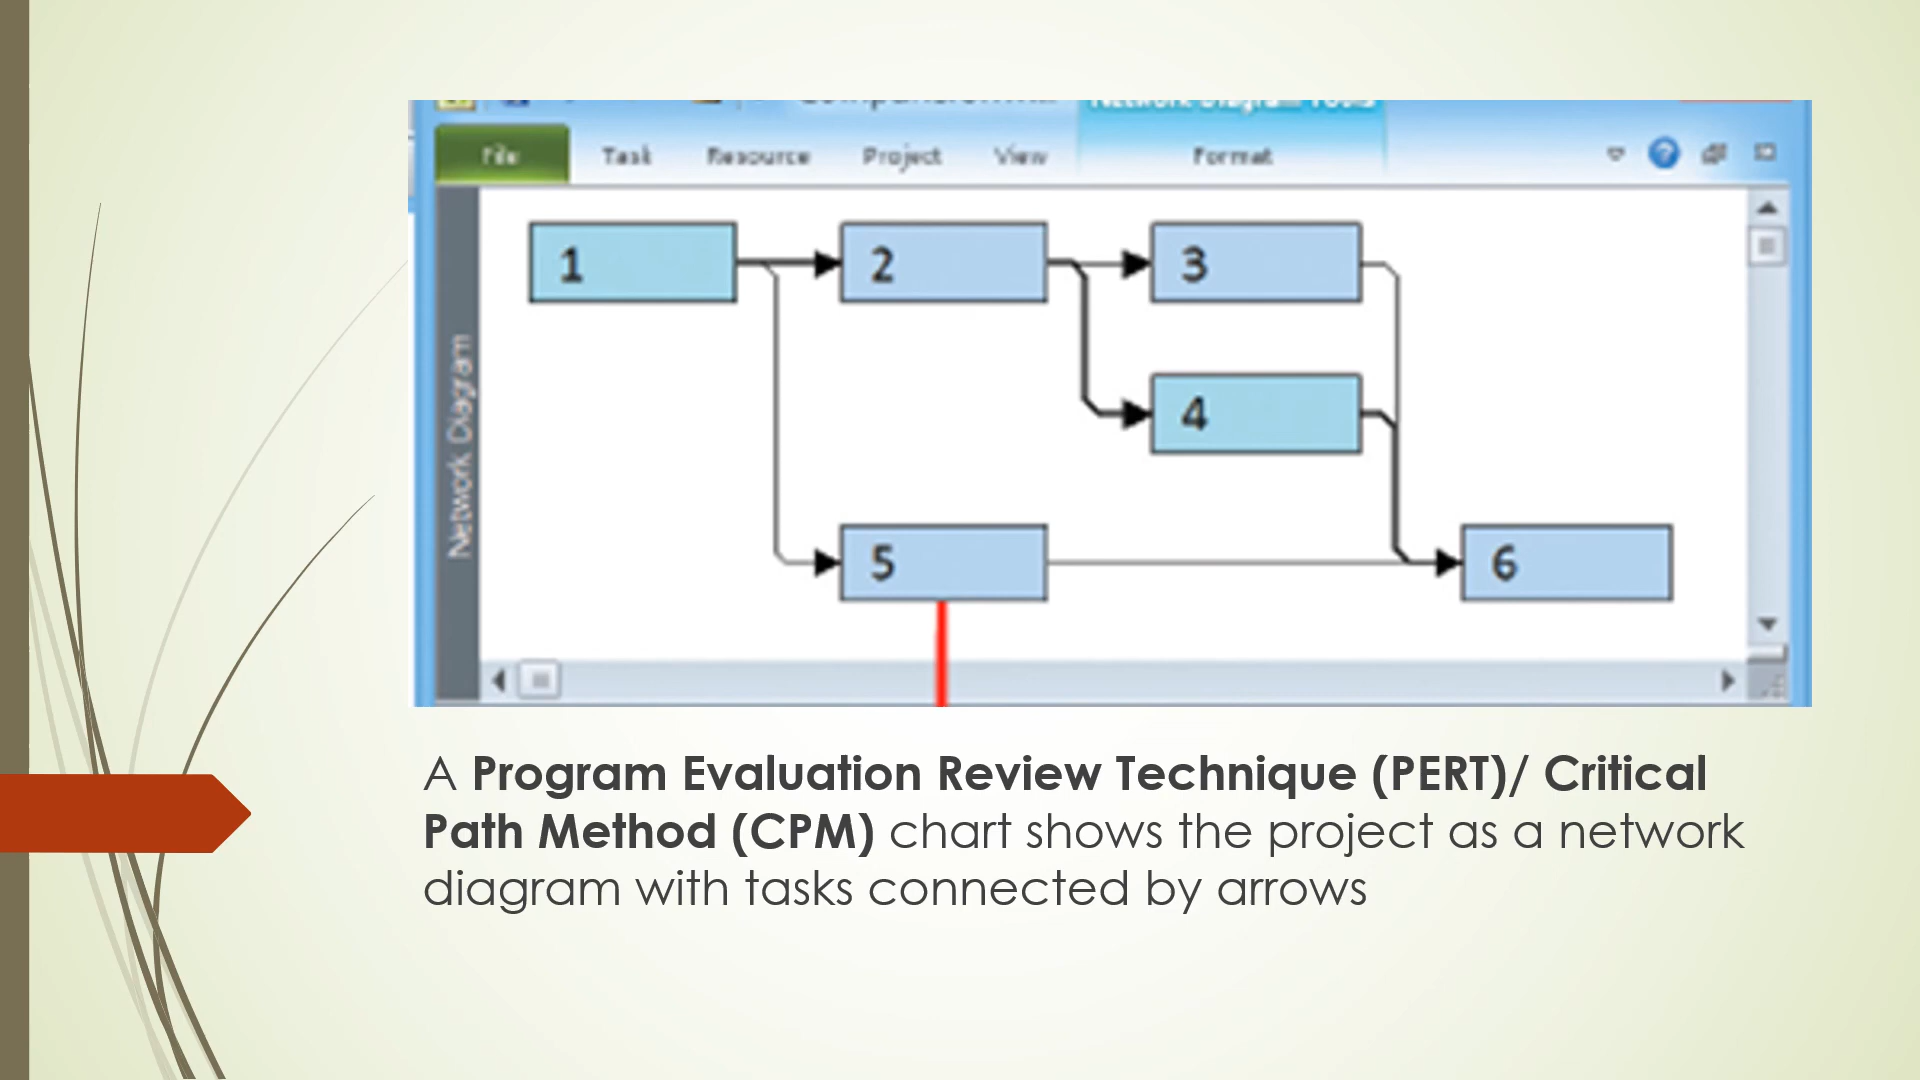 File Task Resource Project View Format
Network Diagram
1 2 3
4
5 6
A Program Evaluation Review Technique (PERT)/ Critical
Path Method (CPM) chart shows the project as a network
diagram with tasks connected by arrows